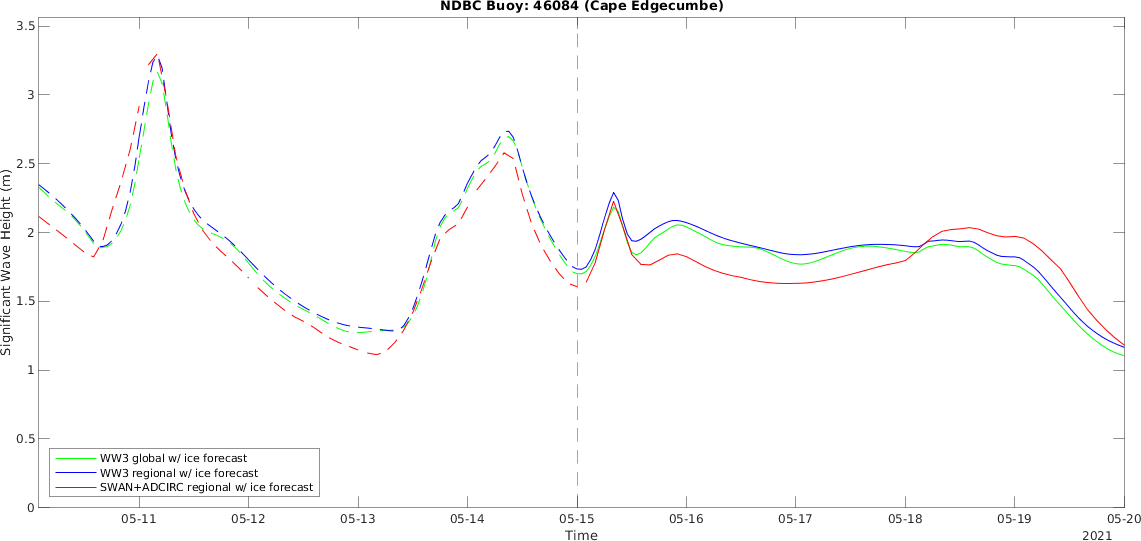 NDBC Buoy: 46084 (Cape Edgecumbe)
3.5
3
2.5
2
1.5
1
0.5
0
Significant Wave Height (m)
WW3 global w/ ice forecast
WW3 regional w/ ice forecast
SWAN+ADCIRC regional w/ ice forecast
05-11 05-12 05-13 05-14 05-15 05-16 05-17 05-18 05-19 05-20
Time
2021